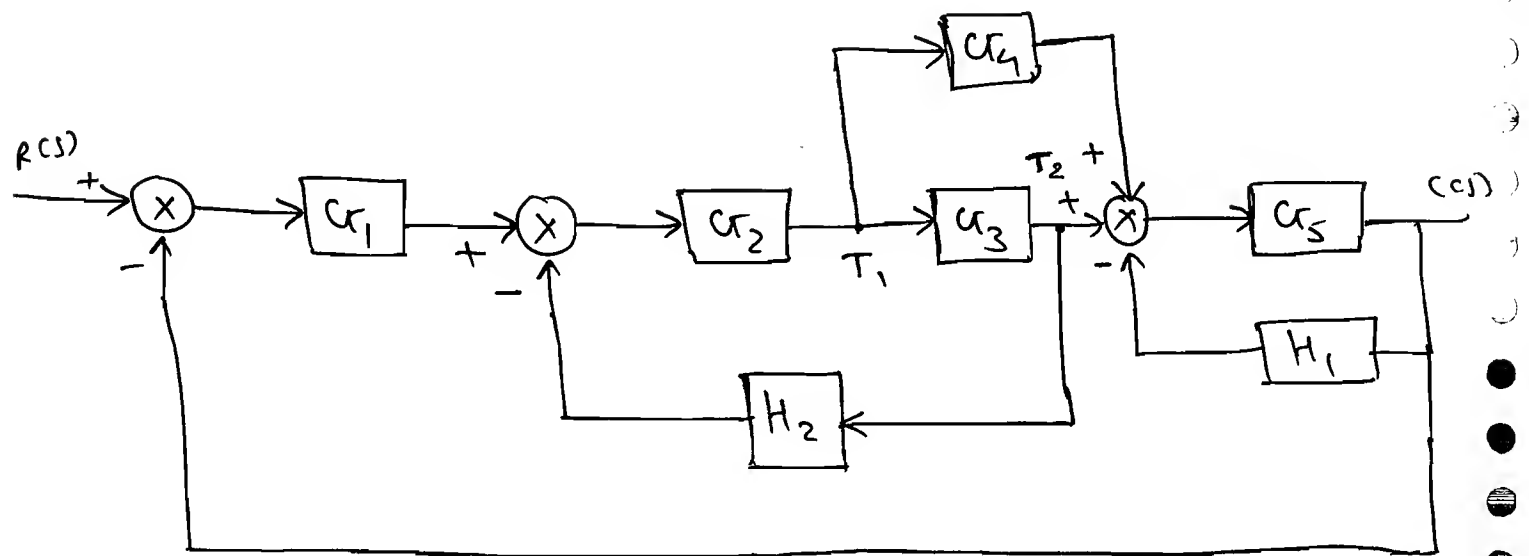 G4
R(s)
+
G1
+
G2
T1
G3
T2 +
+
G5
C(s)
-
-
-
H1
H2